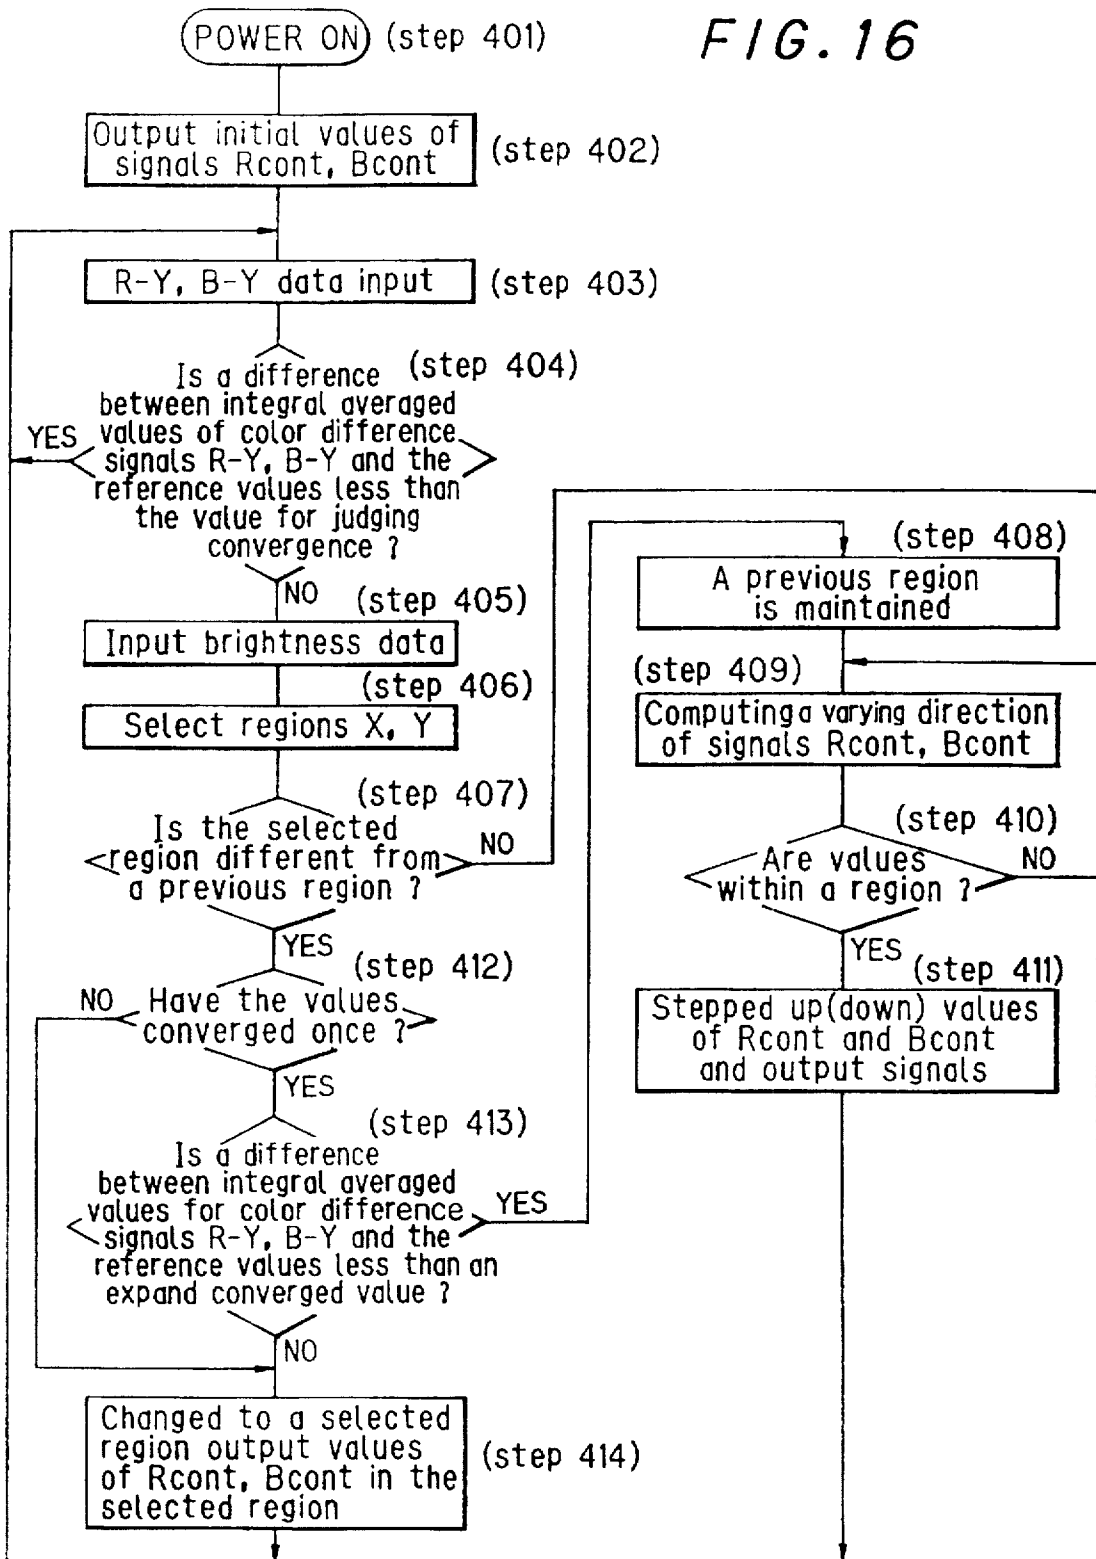 FIG. 16
POWER ON (step 401)
Output initial values of
signals Rcont, Bcont
(step 402)
R-Y, B-Y data input (step 403)
(step 404)
Is a difference
between integral averaged
values of color difference
signals R-Y, B-Y and the
reference values less than
the value for judging
convergence ?
YES
NO
(step 405)
Input brightness data
(step 406)
Select regions X, Y
(step 407)
Is the selected
region different from
a previous region ?
NO
YES
(step 412)
Have the values
converged once ?
NO
YES
(step 413)
Is a difference
between integral averaged
values for color difference
signals R-Y, B-Y and the
reference values less than an
expand converged value ?
YES
NO
Changed to a selected
region output values
of Rcont, Bcont in the
selected region
(step 414)
(step 408)
A previous region
is maintained
(step 409)
Computing a varying direction
of signals Rcont, Bcont
(step 410)
Are values
within a region ?
NO
YES
(step 411)
Stepped up(down) values
of Rcont and Bcont
and output signals